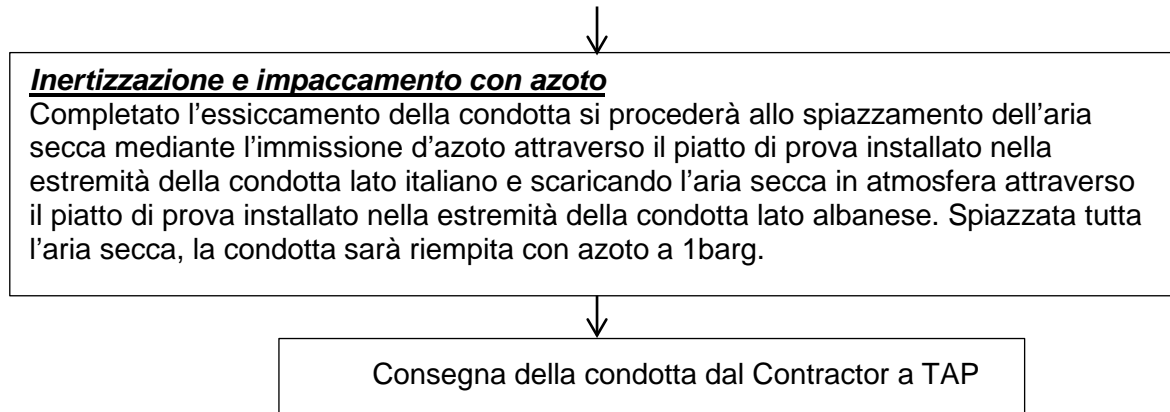 Inertizzazione e impaccamento con azoto
Completato l'essiccamento della condotta si procederà allo spiazzamento dell'aria
secca mediante l'immissione d'azoto attraverso il piatto di prova installato nella
estremità della condotta lato italiano e scaricando l'aria secca in atmosfera attraverso
il piatto di prova installato nella estremità della condotta lato albanese. Spiazzata tutta
l'aria secca, la condotta sarà riempita con azoto a 1barg.
Consegna della condotta dal Contractor a TAP